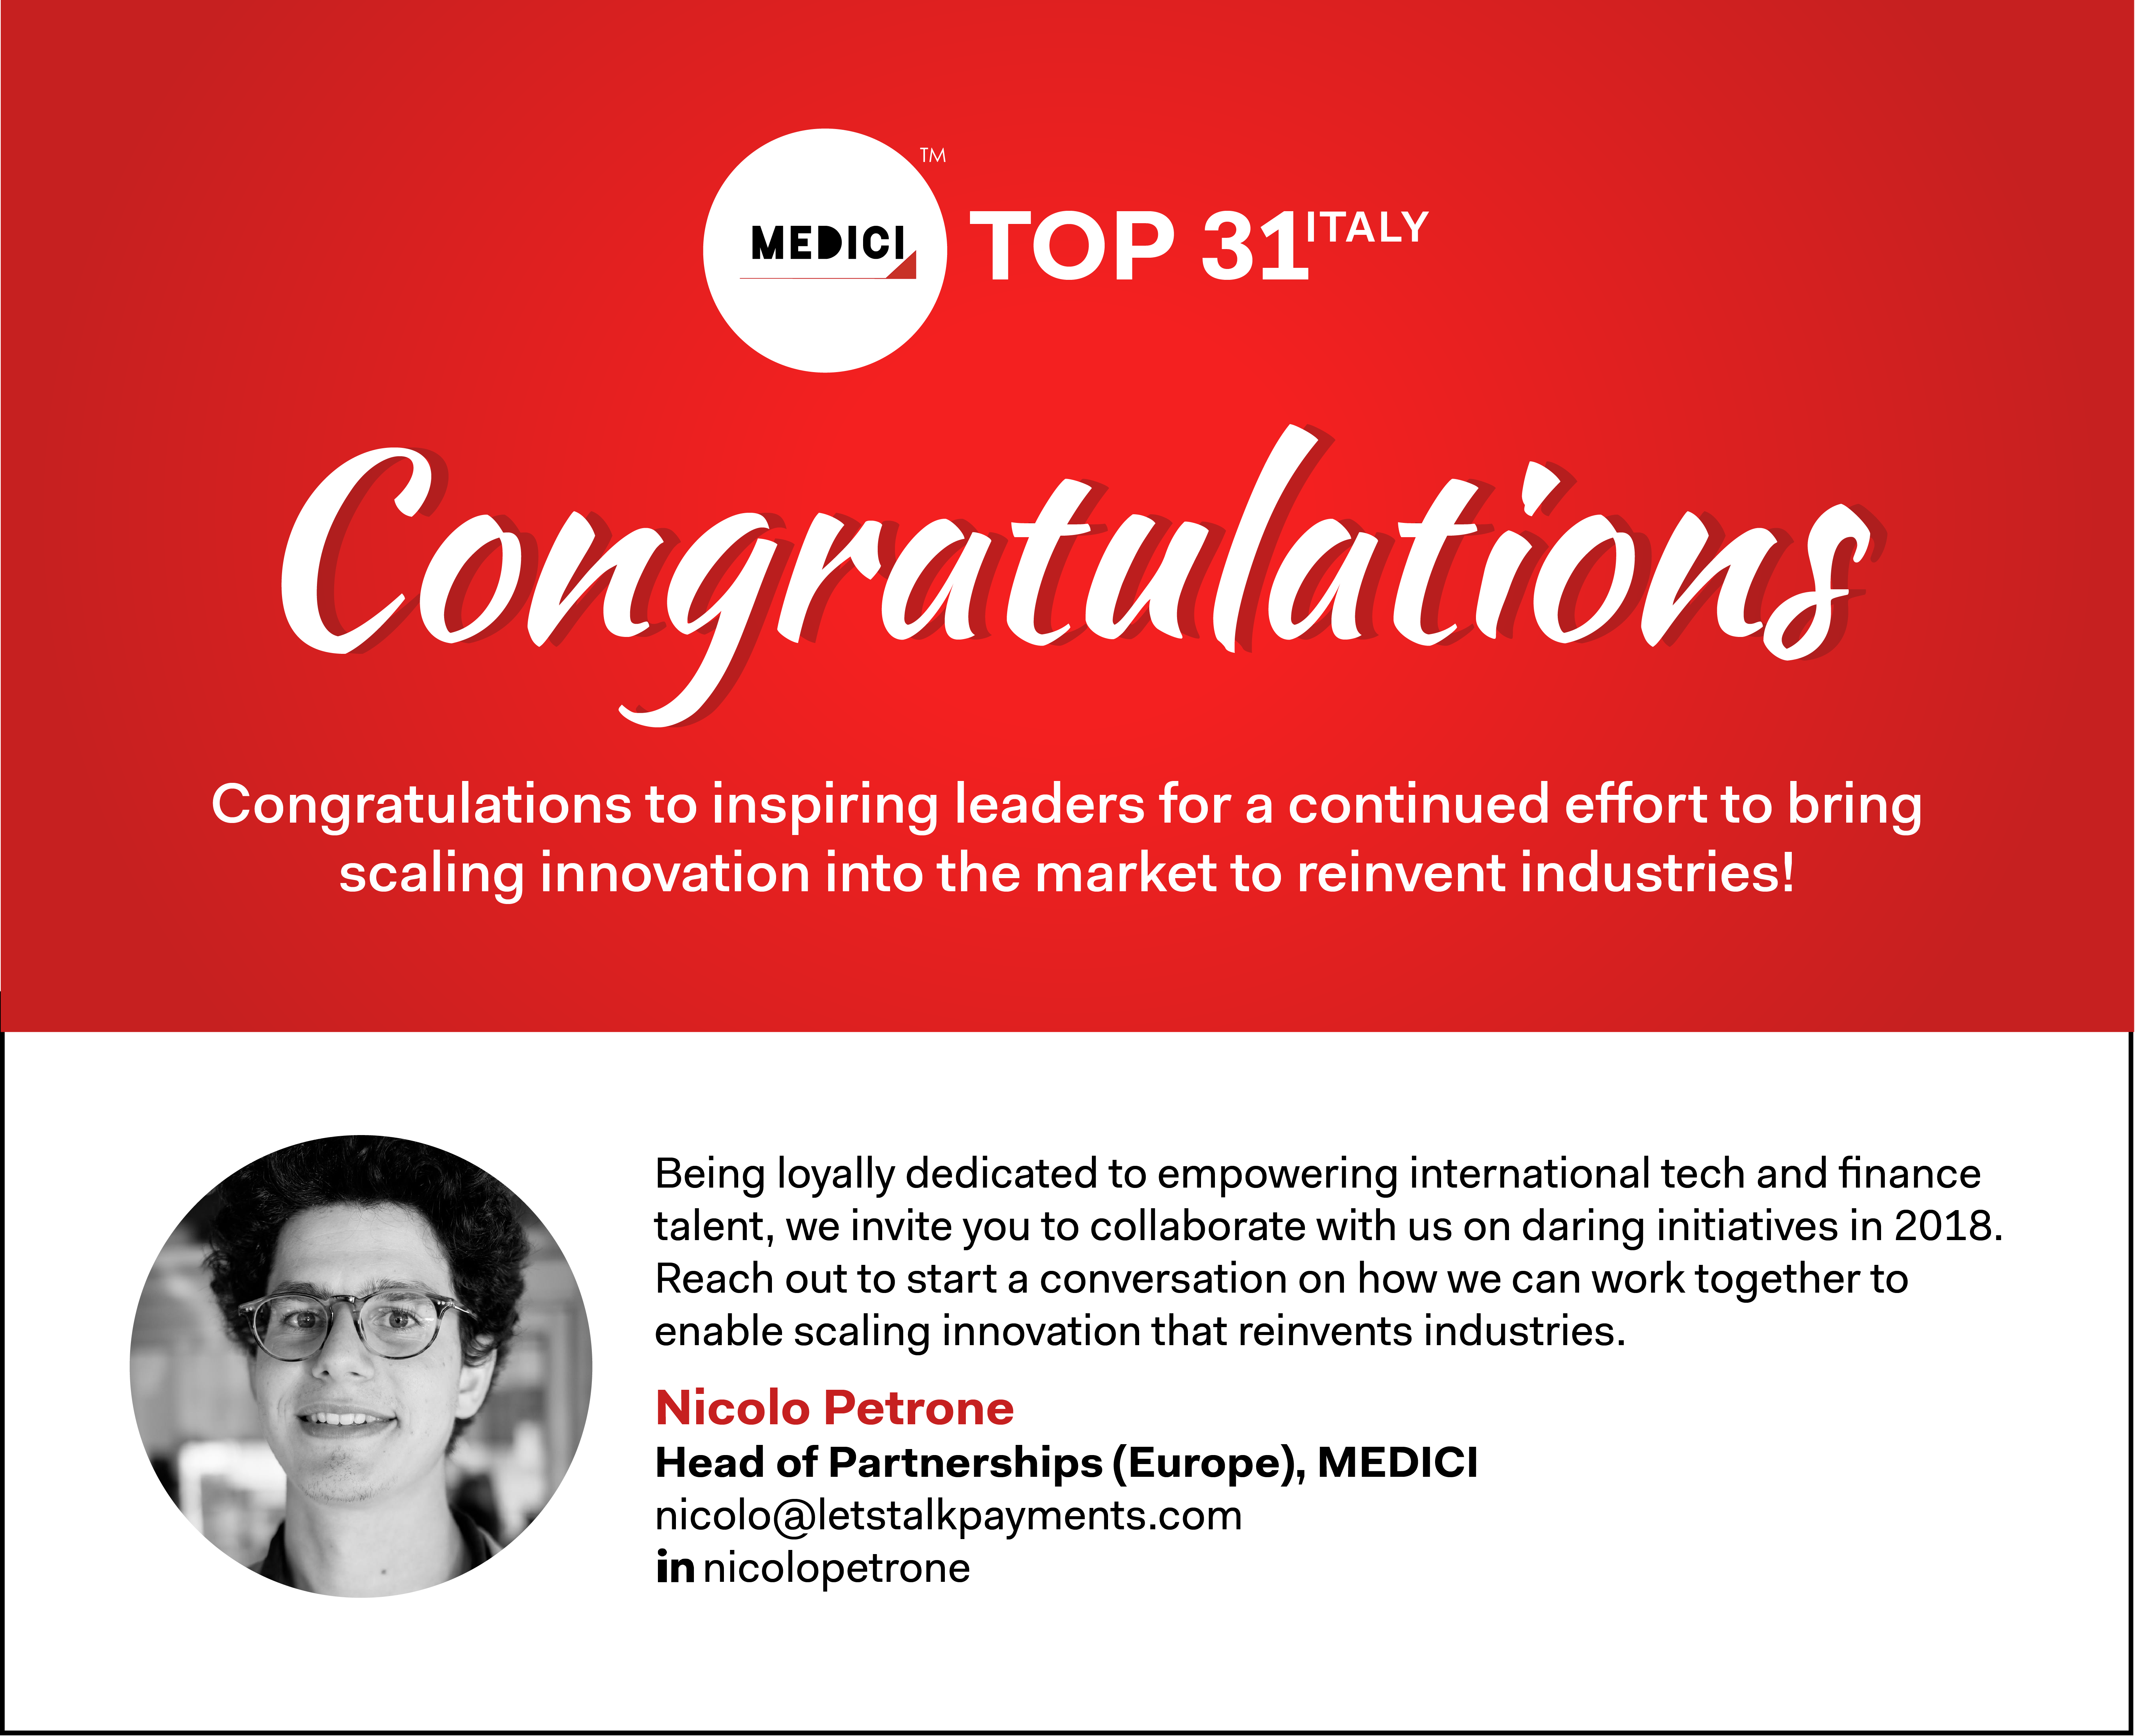 MEDICI
TM
TOP 31 ITALY
Congratulations
Congratulations to inspiring leaders for a continued effort to bring
scaling innovation into the market to reinvent industries!
Being loyally dedicated to empowering international tech and finance
talent, we invite you to collaborate with us on daring initiatives in 2018.
Reach out to start a conversation on how we can work together to
enable scaling innovation that reinvents industries.
Nicolo Petrone
Head of Partnerships (Europe), MEDICI
nicolo@letstalkpayments.com
in nicolopetrone